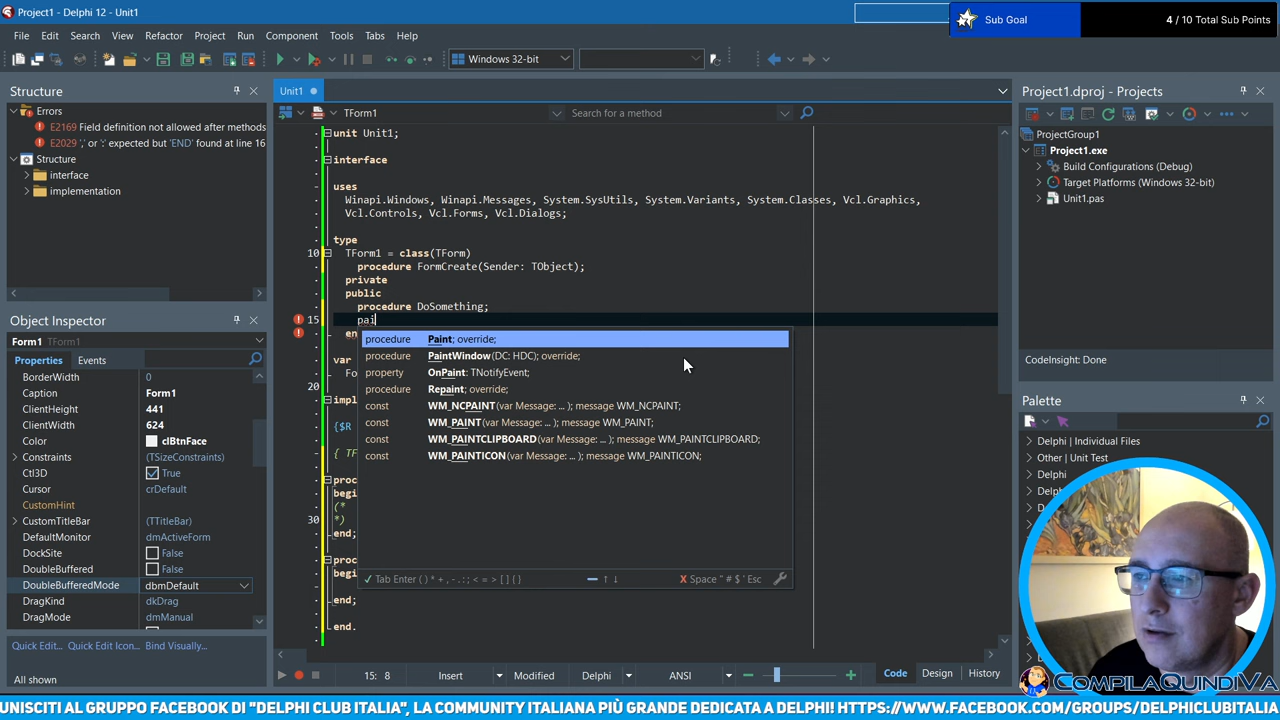 Project1 - Delphi 12 - Unit1
Sub Goal
4 / 10 Total Sub Points
File Edit Search View Refactor Project Run Component Tools Tabs Help
Windows 32-bit
Structure
Errors
E2169 Field definition not allowed after methods
E2029 ',' or ':' expected but 'END' found at line 16
Structure
interface
implementation
Object Inspector
Form1 TForm1
Properties Events
BorderWidth 0
Caption Form1
ClientHeight 441
ClientWidth 624
Color clBtnFace
Constraints (TSizeConstraints)
Ctl3D True
Cursor crDefault
CustomHint
CustomTitleBar (TTitleBar)
DefaultMonitor dmActiveForm
DockSite False
DoubleBuffered False
DoubleBufferedMode dbmDefault
DragKind dkDrag
DragMode dmManual
Quick Edit... Quick Edit Icon... Bind Visually...
All shown
Unit1
TForm1
Search for a method
unit Unit1;
interface
uses
Winapi.Windows, Winapi.Messages, System.SysUtils, System.Variants, System.Classes, Vcl.Graphics,
Vcl.Controls, Vcl.Forms, Vcl.Dialogs;
type
10 TForm1 = class(TForm)
procedure FormCreate(Sender: TObject);
private
public
procedure DoSomething;
15 pai
en
var
20 Fo
impl
{$R
{ TF
proc
begi
(*
30 *)
end;
proc
begi
end;
end.
procedure Paint; override;
procedure PaintWindow(DC: HDC); override;
property OnPaint: TNotifyEvent;
procedure Repaint; override;
const WM_NCPAINT(var Message: ... ); message WM_NCPAINT;
const WM_PAINT(var Message: ... ); message WM_PAINT;
const WM_PAINTCLIPBOARD(var Message: ... ); message WM_PAINTCLIPBOARD;
const WM_PAINTICON(var Message: ... ); message WM_PAINTICON;
✓ Tab Enter ( ) * + , - . : ; < = > [ ] { } ↑ ↓ X Space " # $ ' Esc
15: 8 Insert Modified Delphi ANSI Code Design History
Project1.dproj - Projects
ProjectGroup1
Project1.exe
Build Configurations (Debug)
Target Platforms (Windows 32-bit)
Unit1.pas
CodeInsight: Done
Palette
Delphi | Individual Files
Other | Unit Test
Delphi
Delphi
COMPILAQUINDIVA
UNISCITI AL GRUPPO FACEBOOK DI "DELPHI CLUB ITALIA", LA COMMUNITY ITALIANA PIÙ GRANDE DEDICATA A DELPHI! HTTPS://WWW.FACEBOOK.COM/GROUPS/DELPHICLUBITALIA